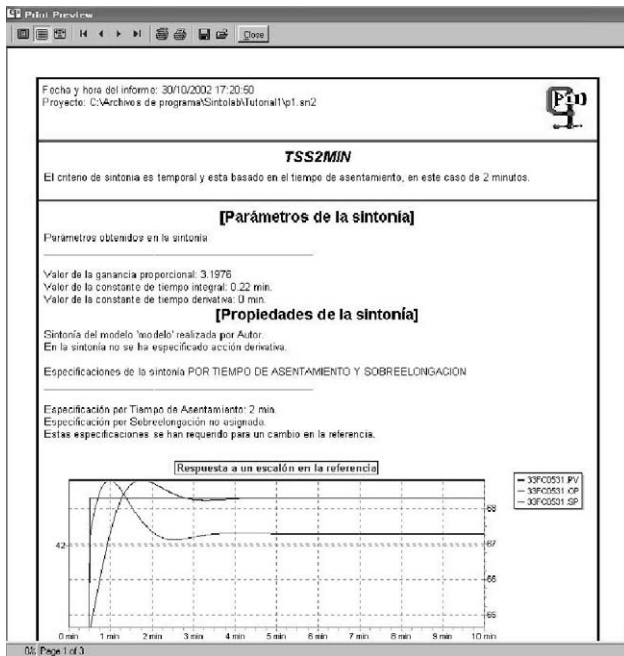 Print Preview
Close
Fecha y hora del informe: 30/10/2002 17:20:50
Proyecto: C:\Archivos de programa\Sintolab\Tutorial1\p1.sn2
TSS2MIN
El criterio de sintonia es temporal y esta basado en el tiempo de asentamiento, en este caso de 2 minutos.
[Parámetros de la sintonía]
Parámetros obtenidos en la sintonía
Valor de la ganancia proporcional: 3.1976
Valor de la constante de tiempo integral: 0.22 min.
Valor de la constante de tiempo derivativa: 0 min.
[Propiedades de la sintonía]
Sintonía del modelo 'modelo' realizada por Autor.
En la sintonía no se ha especificado acción derivativa.
Especificaciones de la sintonía POR TIEMPO DE ASENTAMIENTO Y SOBREELONGACION
Especificación por Tiempo de Asentamiento: 2 min.
Especificación por Sobreelongación no asignada.
Estas especificaciones se han requerido para un cambio en la referencia.
Respuesta a un escalón en la referencia
33FC0531.PV
33FC0531.OP
33FC0531.SP
68
42
67
66
65
0 min 1 min 2 min 3 min 4 min 5 min 6 min 7 min 8 min 9 min 10 min
0% Page 1 of 3